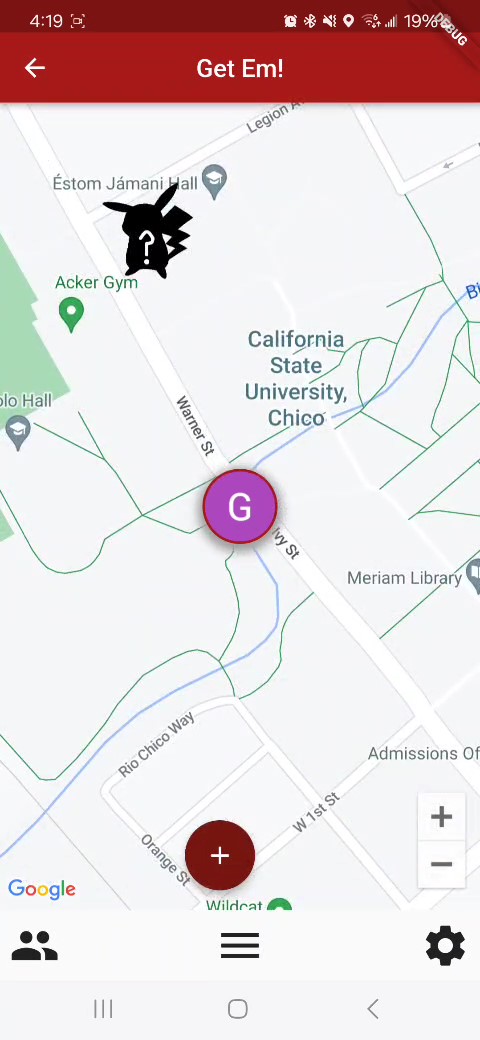 4:19
19%
DEBUG
Get Em!
Legion A
Éstom Jámani Hall
?
Acker Gym
Bi
California
State
University,
Chico
olo Hall
Warner St
G
Ivy St
Meriam Library
Rio Chico Way
Admissions Of
W 1st St
+
Orange St
+
−
Google
Wildcat